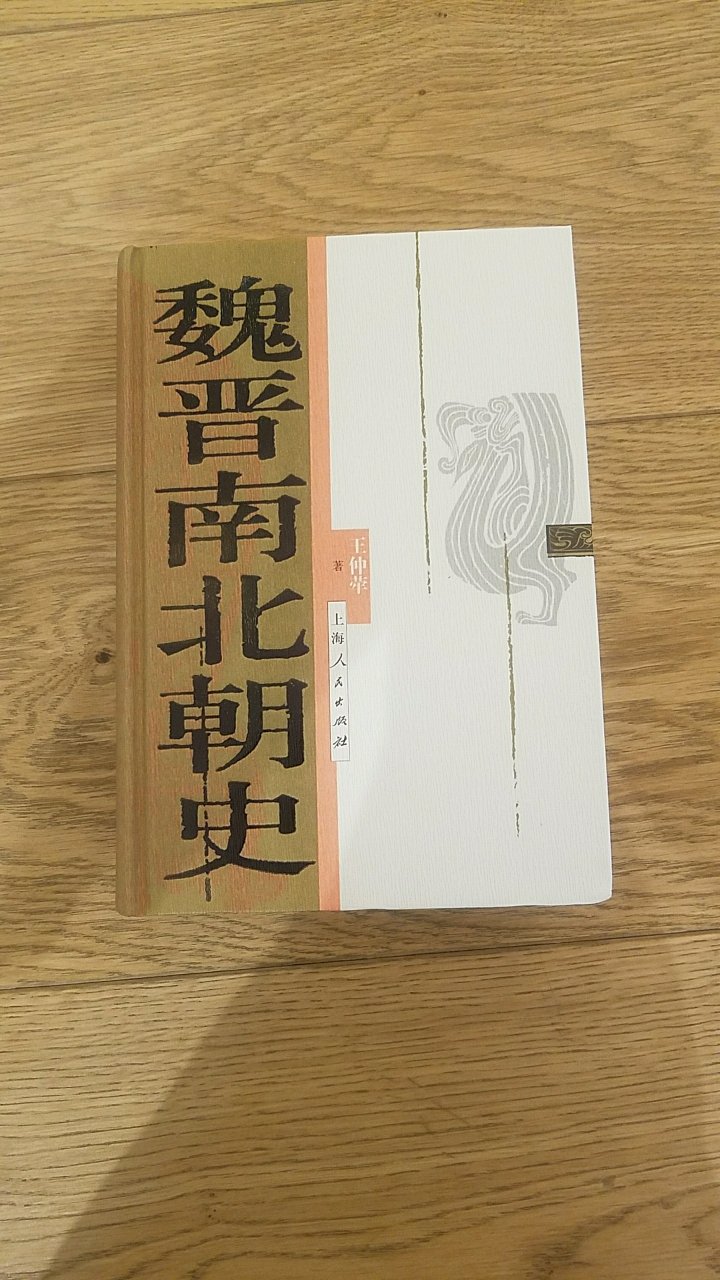 魏晋南北朝史
王仲荦
著
上海人民出版社